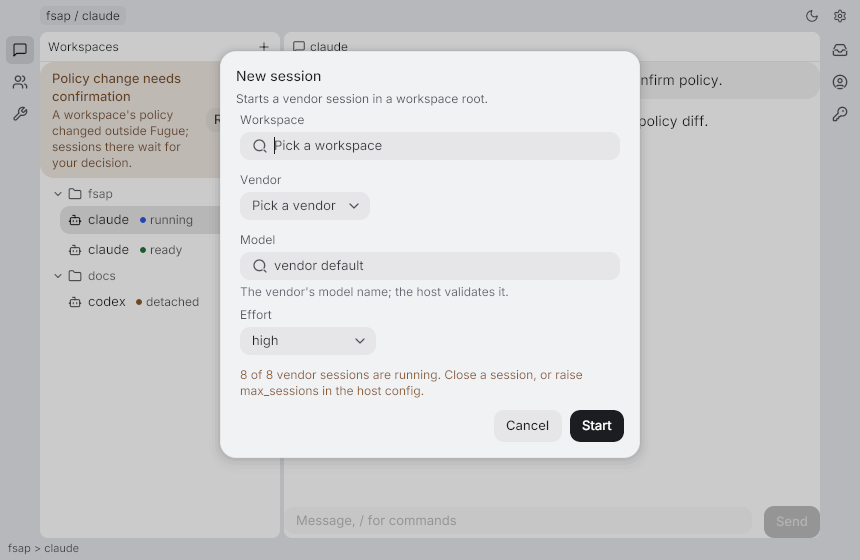 fsap / claude
Workspaces
+
claude
Policy change needs
confirmation
A workspace's policy
changed outside Fugue;
sessions there wait for
your decision.
R
nfirm policy.
policy diff.
fsap
claude
running
claude
ready
docs
codex
detached
New session
Starts a vendor session in a workspace root.
Workspace
Pick a workspace
Vendor
Pick a vendor
Model
vendor default
The vendor's model name; the host validates it.
Effort
high
8 of 8 vendor sessions are running. Close a session, or raise
max_sessions in the host config.
Cancel
Start
Message, / for commands
Send
fsap > claude